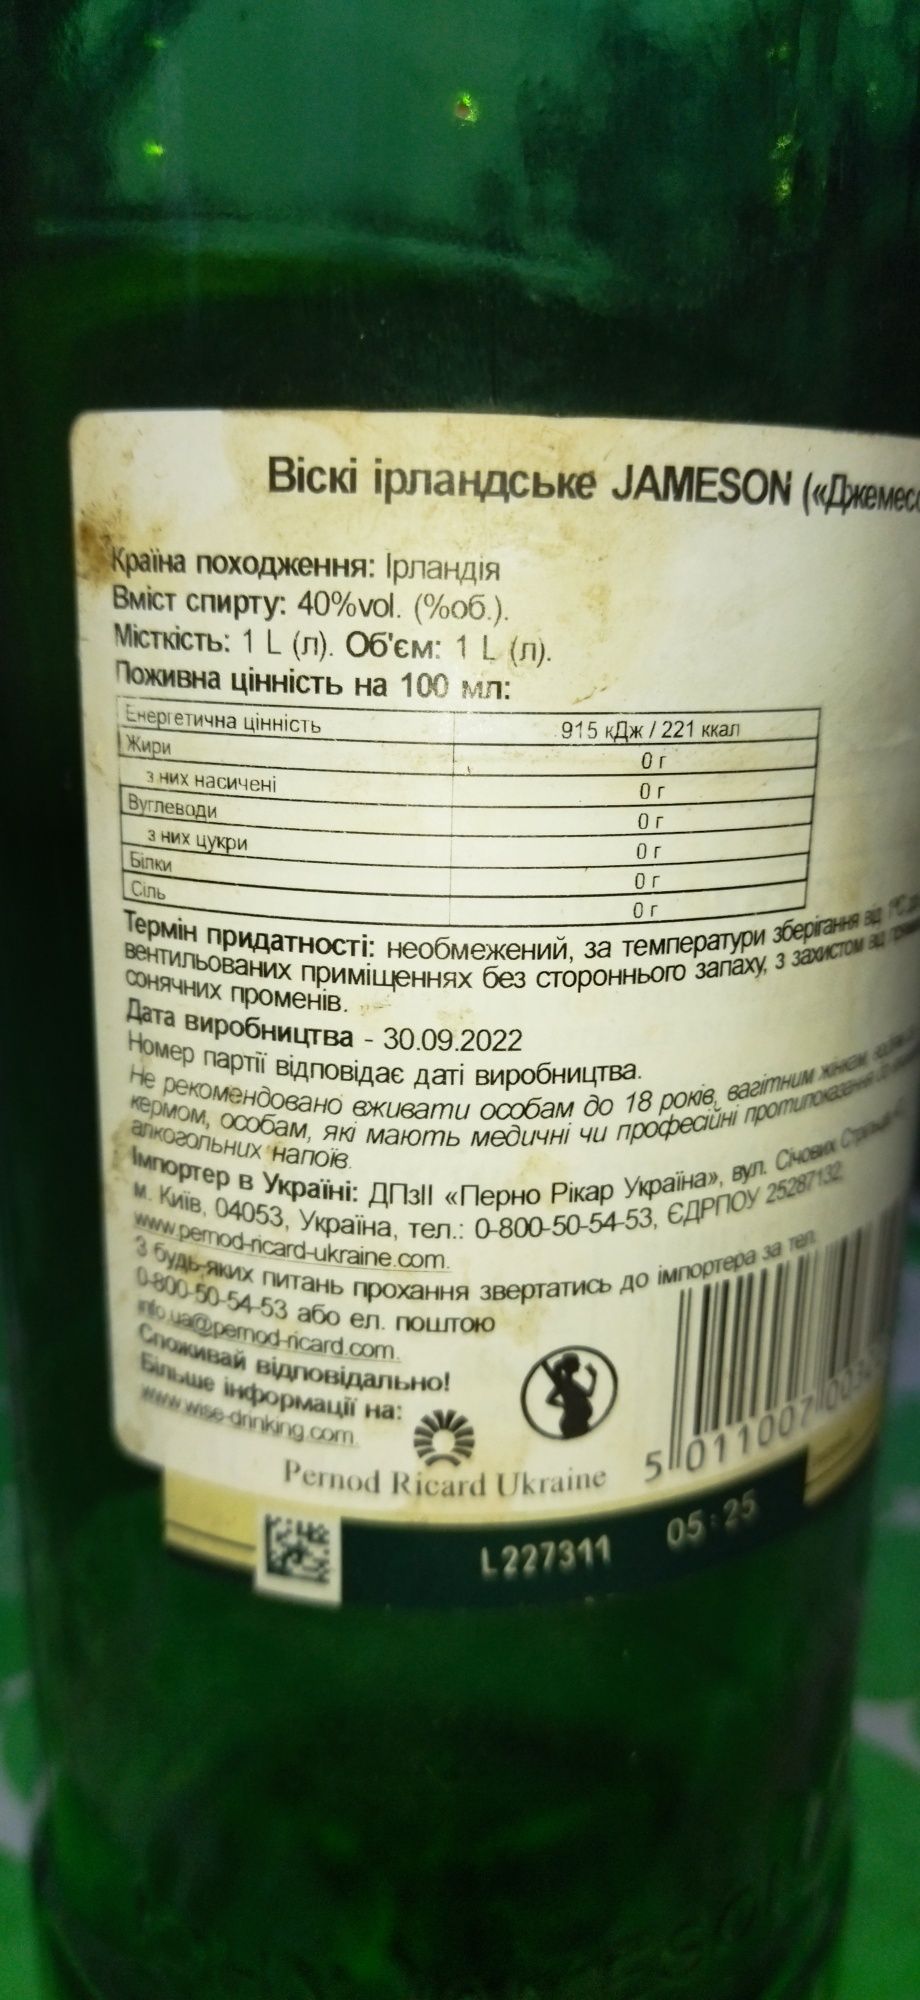 Віскі ірландське JAMESON («Джемесо
Країна походження: Ірландія
Вміст спирту: 40%vol. (%об.).
Місткість: 1 L (л). Об'єм: 1 L (л).
Поживна цінність на 100 мл:
Енергетична цінність 915 кДж / 221 ккал
Жири 0 г
з них насичені 0 г
Вуглеводи 0 г
з них цукри 0 г
Білки 0 г
Сіль 0 г
Термін придатності: необмежений, за температури зберігання від 1°C
вентильованих приміщеннях без стороннього запаху, з захистом від
сонячних променів.
Дата виробництва - 30.09.2022
Номер партії відповідає даті виробництва.
Не рекомендовано вживати особам до 18 років, вагітним жінкам,
кермом, особам, які мають медичні чи професійні протипоказання
алкогольних напоїв.
Імпортер в Україні: ДПзІІ «Перно Рікар Україна», вул. Січових
м. Київ, 04053, Україна, тел.: 0-800-50-54-53, ЄДРПОУ 25287132,
www.pernod-ricard-ukraine.com.
З будь-яких питань прохання звертатись до імпортера за тел.
0-800-50-54-53 або ел. поштою
info.ua@pernod-ricard.com.
Споживай відповідально!
Більше інформації на:
www.wise-drinking.com
Pernod Ricard Ukraine
5 011007 003
L227311 05:25